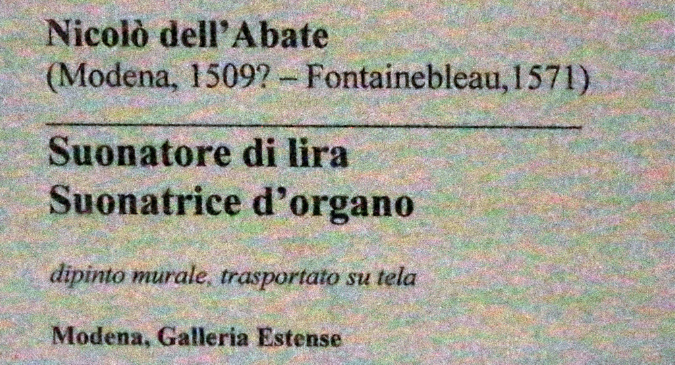 Nicolò dell'Abate
(Modena, 1509? – Fontainebleau,1571)
Suonatore di lira
Suonatrice d'organo
dipinto murale, trasportato su tela
Modena, Galleria Estense